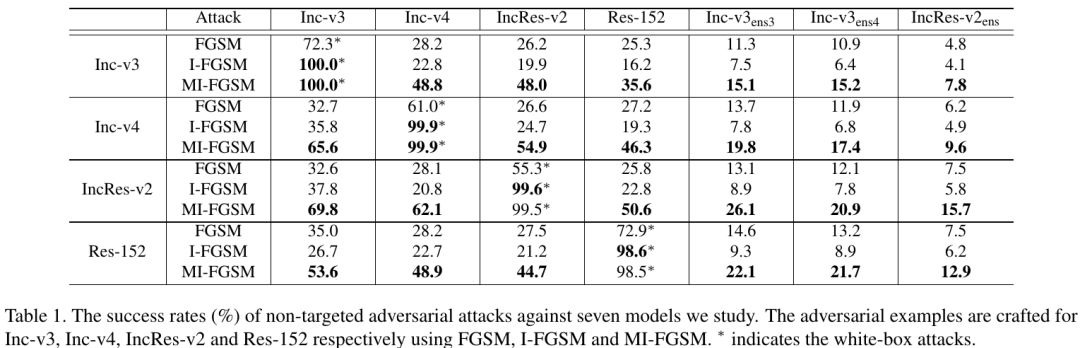 Attack Inc-v3 Inc-v4 IncRes-v2 Res-152 Inc-v3ens3 Inc-v3ens4 IncRes-v2ens
FGSM 72.3* 28.2 26.2 25.3 11.3 10.9 4.8
Inc-v3 I-FGSM 100.0* 22.8 19.9 16.2 7.5 6.4 4.1
MI-FGSM 100.0* 48.8 48.0 35.6 15.1 15.2 7.8
FGSM 32.7 61.0* 26.6 27.2 13.7 11.9 6.2
Inc-v4 I-FGSM 35.8 99.9* 24.7 19.3 7.8 6.8 4.9
MI-FGSM 65.6 99.9* 54.9 46.3 19.8 17.4 9.6
FGSM 32.6 28.1 55.3* 25.8 13.1 12.1 7.5
IncRes-v2 I-FGSM 37.8 20.8 99.6* 22.8 8.9 7.8 5.8
MI-FGSM 69.8 62.1 99.5* 50.6 26.1 20.9 15.7
FGSM 35.0 28.2 27.5 72.9* 14.6 13.2 7.5
Res-152 I-FGSM 26.7 22.7 21.2 98.6* 9.3 8.9 6.2
MI-FGSM 53.6 48.9 44.7 98.5* 22.1 21.7 12.9
Table 1. The success rates (%) of non-targeted adversarial attacks against seven models we study. The adversarial examples are crafted for
Inc-v3, Inc-v4, IncRes-v2 and Res-152 respectively using FGSM, I-FGSM and MI-FGSM. * indicates the white-box attacks.